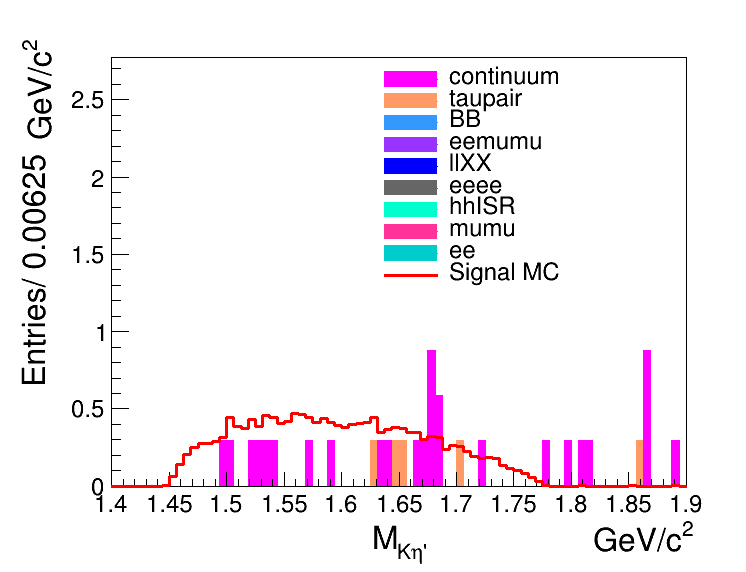 Entries/ 0.00625 GeV/c²
2.5
2
1.5
1
0.5
0
continuum
taupair
BB
eemumu
llXX
eeee
hhISR
mumu
ee
Signal MC
1.4 1.45 1.5 1.55 1.6 1.65 1.7 1.75 1.8 1.85 1.9
M_Kη' GeV/c²